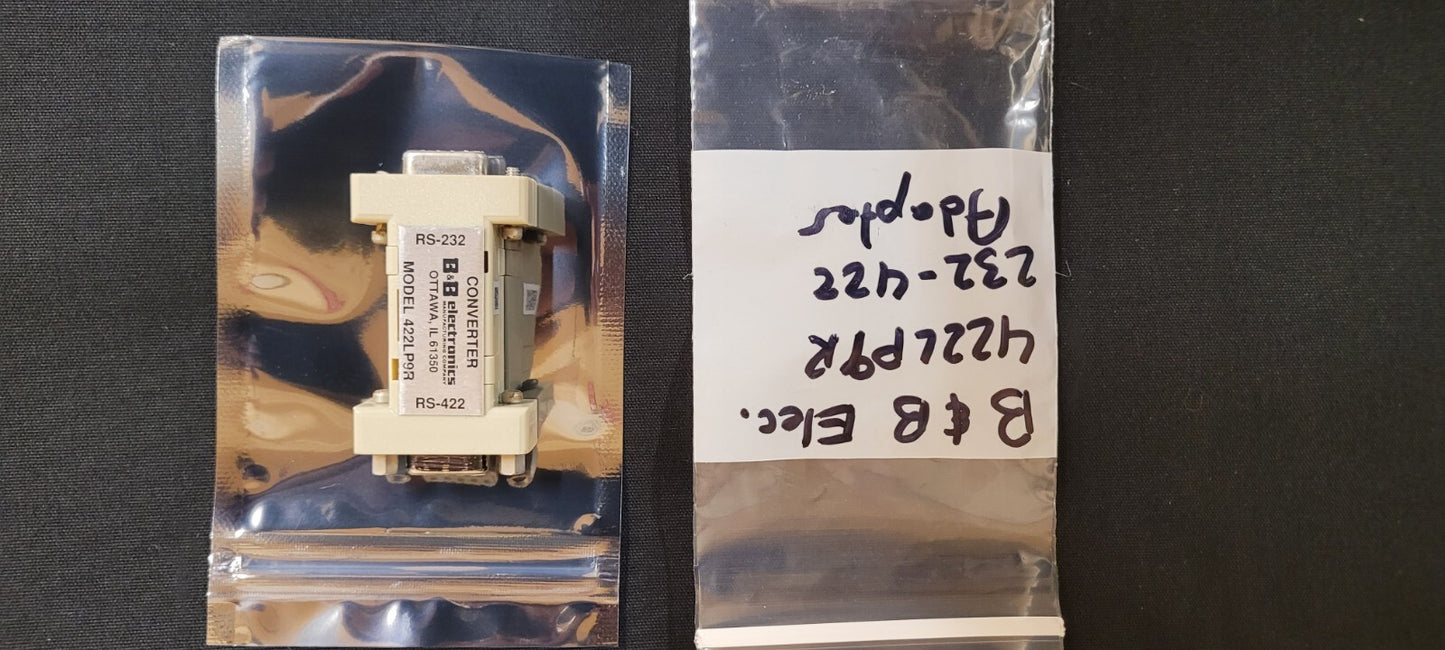 RS-232
CONVERTER
B&B electronics
MANUFACTURING COMPANY
OTTAWA, IL 61350
MODEL 422LP9R
RS-422
B & B Elec.
422LP9R
232-422
Adapter